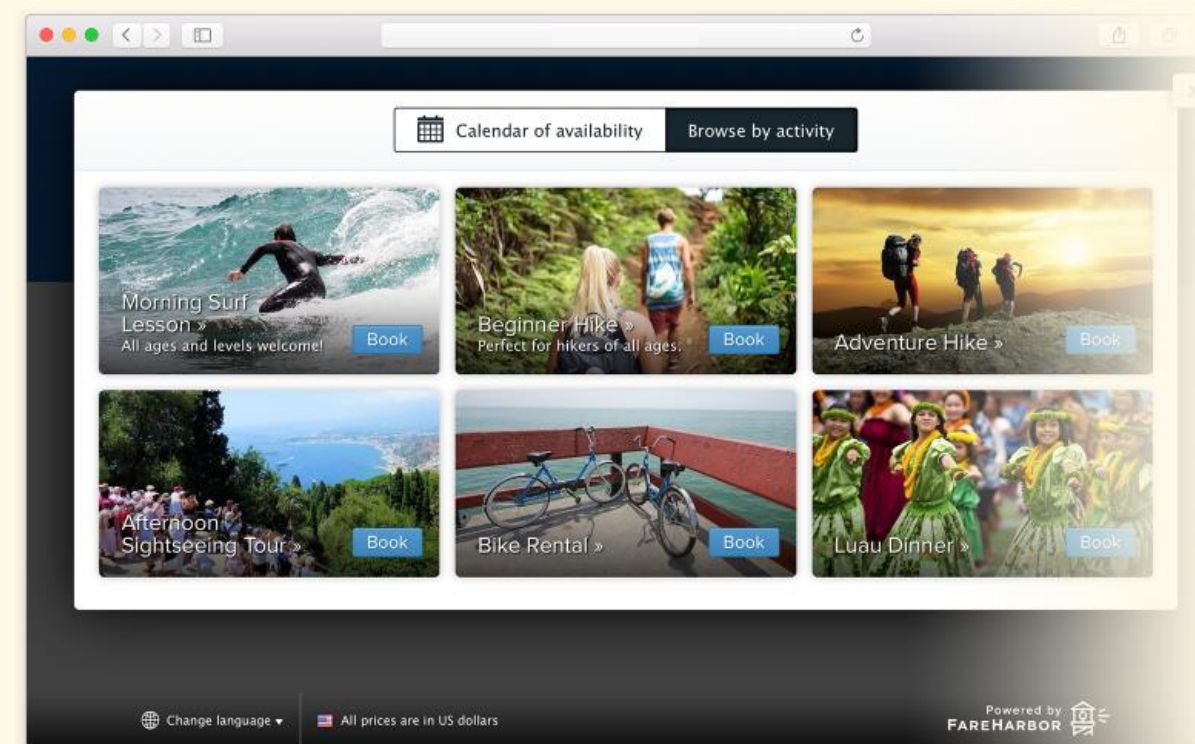 Calendar of availability
Browse by activity
Morning Surf
Lesson »
All ages and levels welcome!
Book
Beginner Hike »
Perfect for hikers of all ages.
Book
Adventure Hike »
Book
Afternoon
Sightseeing Tour »
Book
Bike Rental »
Book
Luau Dinner »
Book
Change language ▾
All prices are in US dollars
Powered by
FAREHARBOR